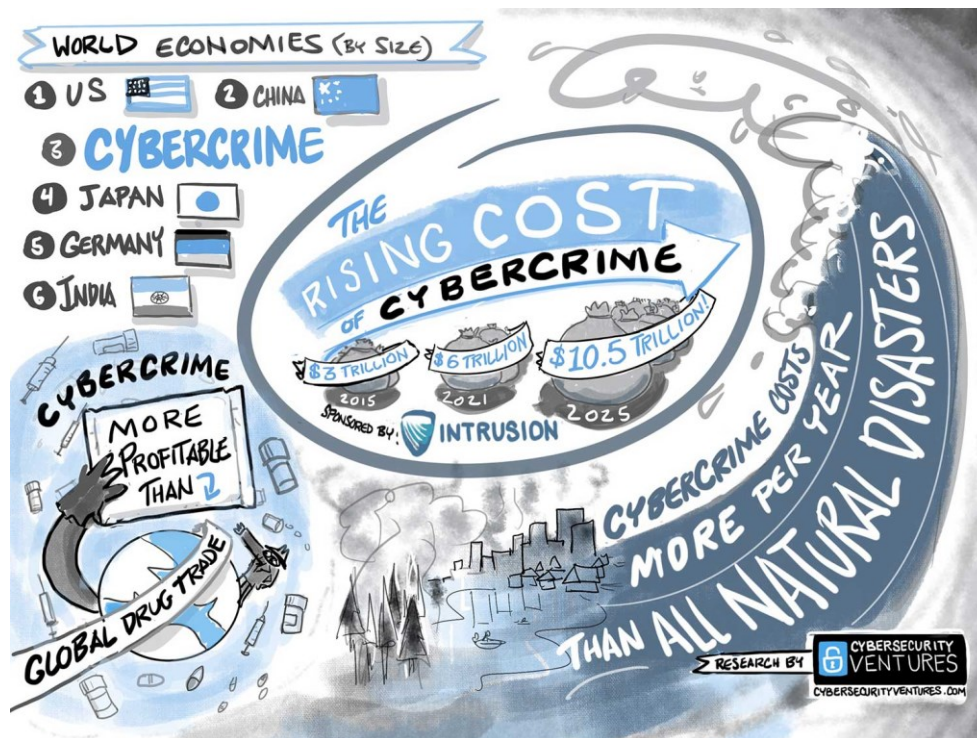 WORLD ECONOMIES (BY SIZE)
1 US
2 CHINA
3 CYBERCRIME
4 JAPAN
5 GERMANY
6 INDIA
THE
RISING COST
OF CYBERCRIME
$3 TRILLION
2015
$6 TRILLION
2021
$10.5 TRILLION!
2025
SPONSORED BY: INTRUSION
CYBERCRIME
MORE
PROFITABLE
THAN
GLOBAL DRUG TRADE
CYBERCRIME COSTS
MORE PER YEAR
THAN ALL NATURAL DISASTERS
RESEARCH BY
CYBERSECURITY
VENTURES
CYBERSECURITYVENTURES.COM